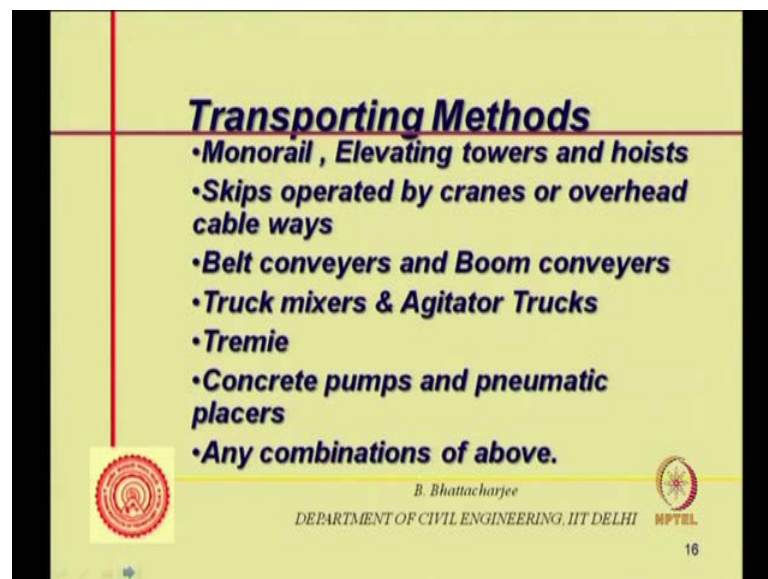 Transporting Methods
•Monorail , Elevating towers and hoists
•Skips operated by cranes or overhead
cable ways
•Belt conveyers and Boom conveyers
•Truck mixers & Agitator Trucks
•Tremie
•Concrete pumps and pneumatic
placers
•Any combinations of above.
B. Bhattacharjee
DEPARTMENT OF CIVIL ENGINEERING, IIT DELHI
NPTEL
16